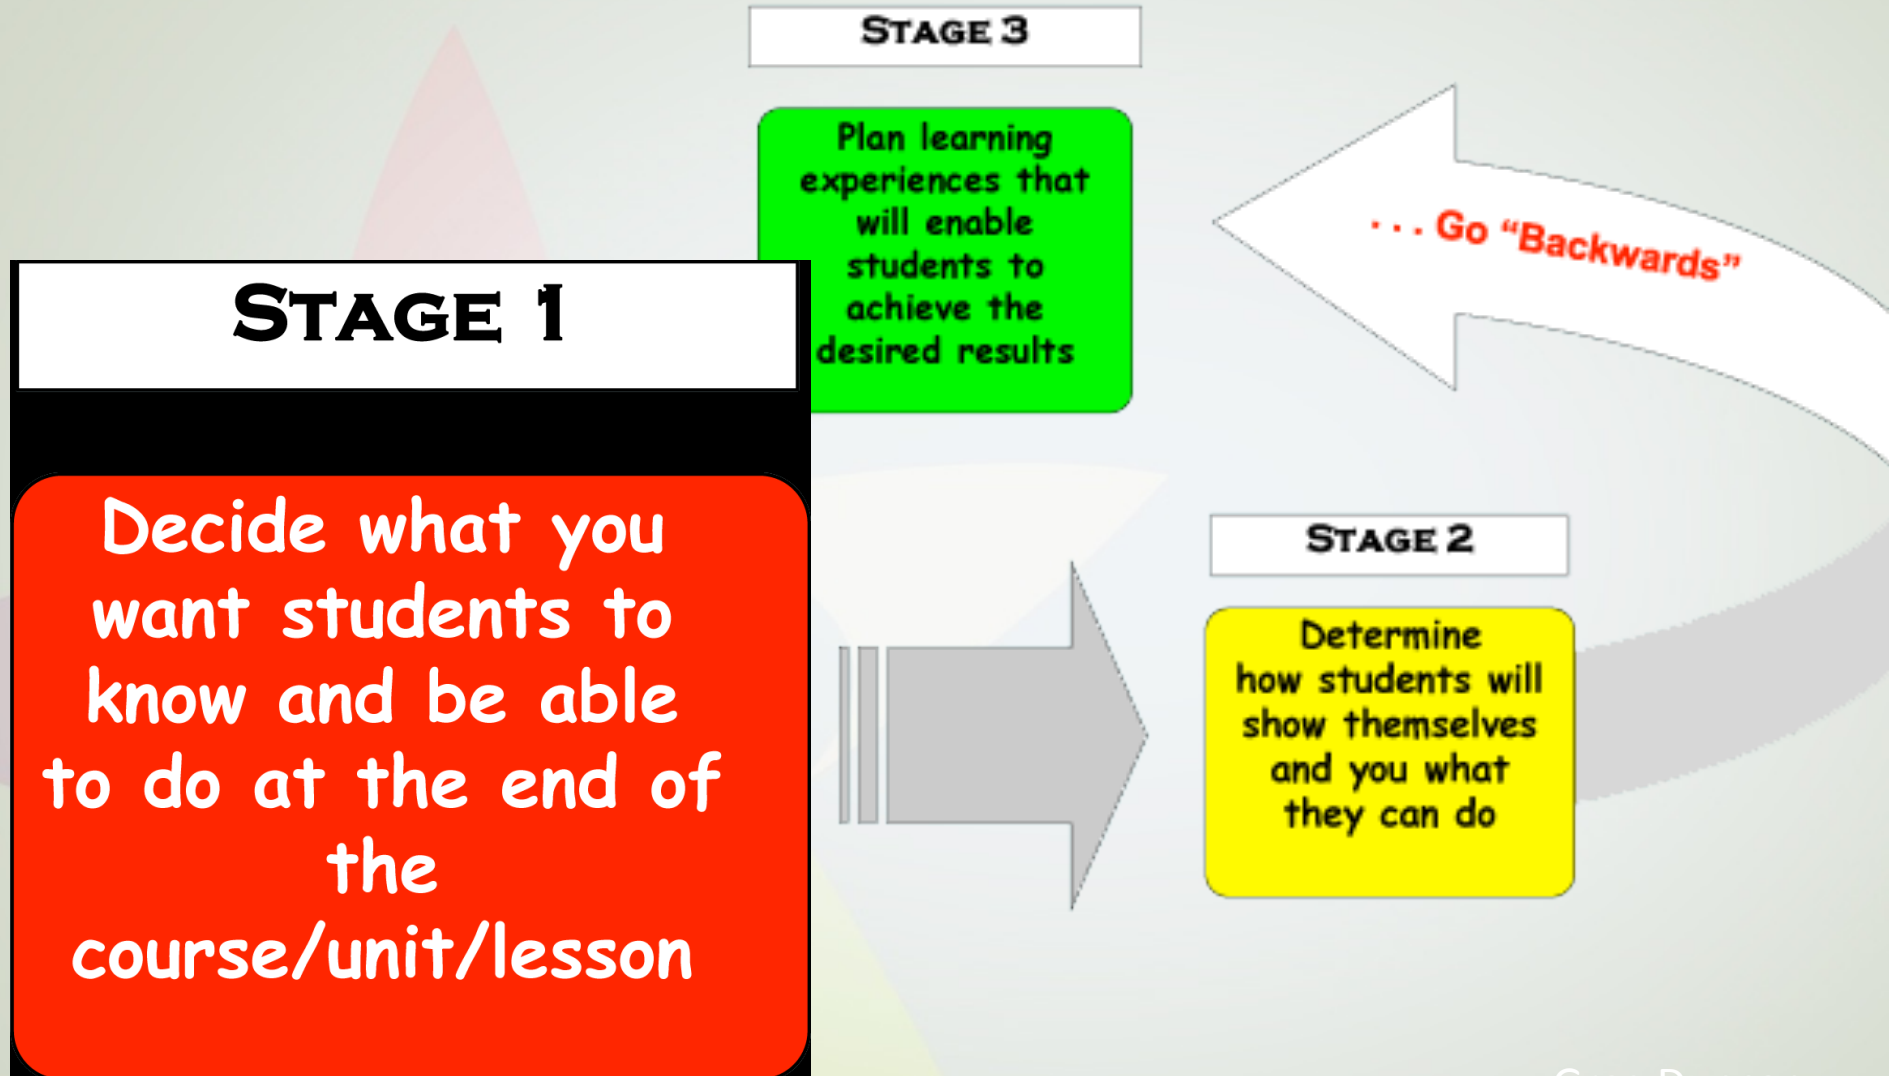 STAGE 3
Plan learning
experiences that
will enable
students to
achieve the
desired results
. . . Go “Backwards”
STAGE 1
Decide what you
want students to
know and be able
to do at the end of
the
course/unit/lesson
STAGE 2
Determine
how students will
show themselves
and you what
they can do